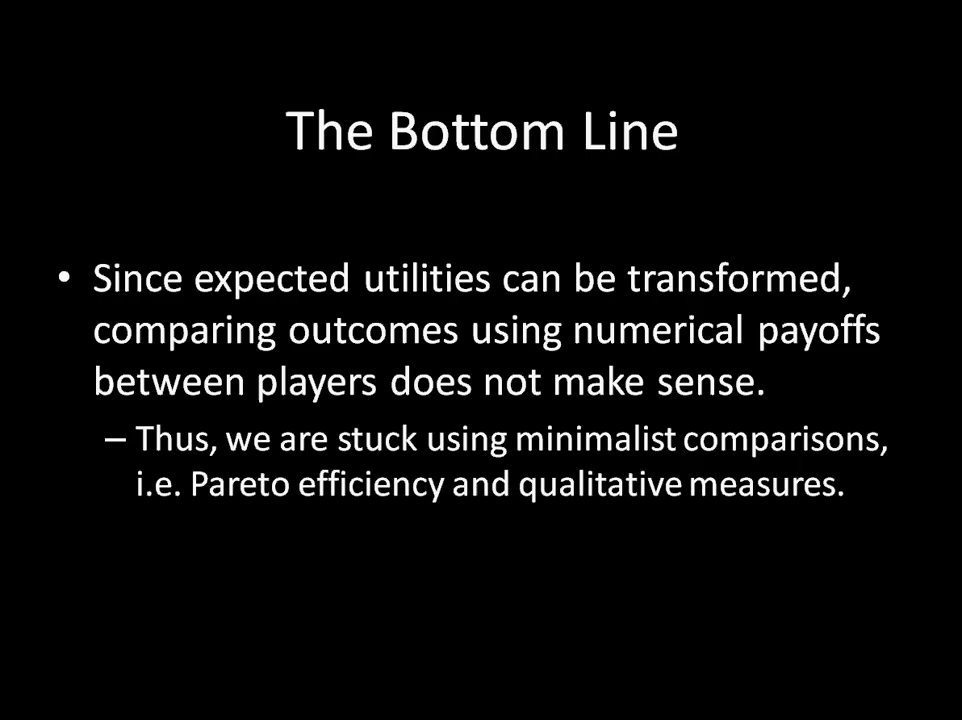 The Bottom Line
• Since expected utilities can be transformed,
comparing outcomes using numerical payoffs
between players does not make sense.
– Thus, we are stuck using minimalist comparisons,
i.e. Pareto efficiency and qualitative measures.